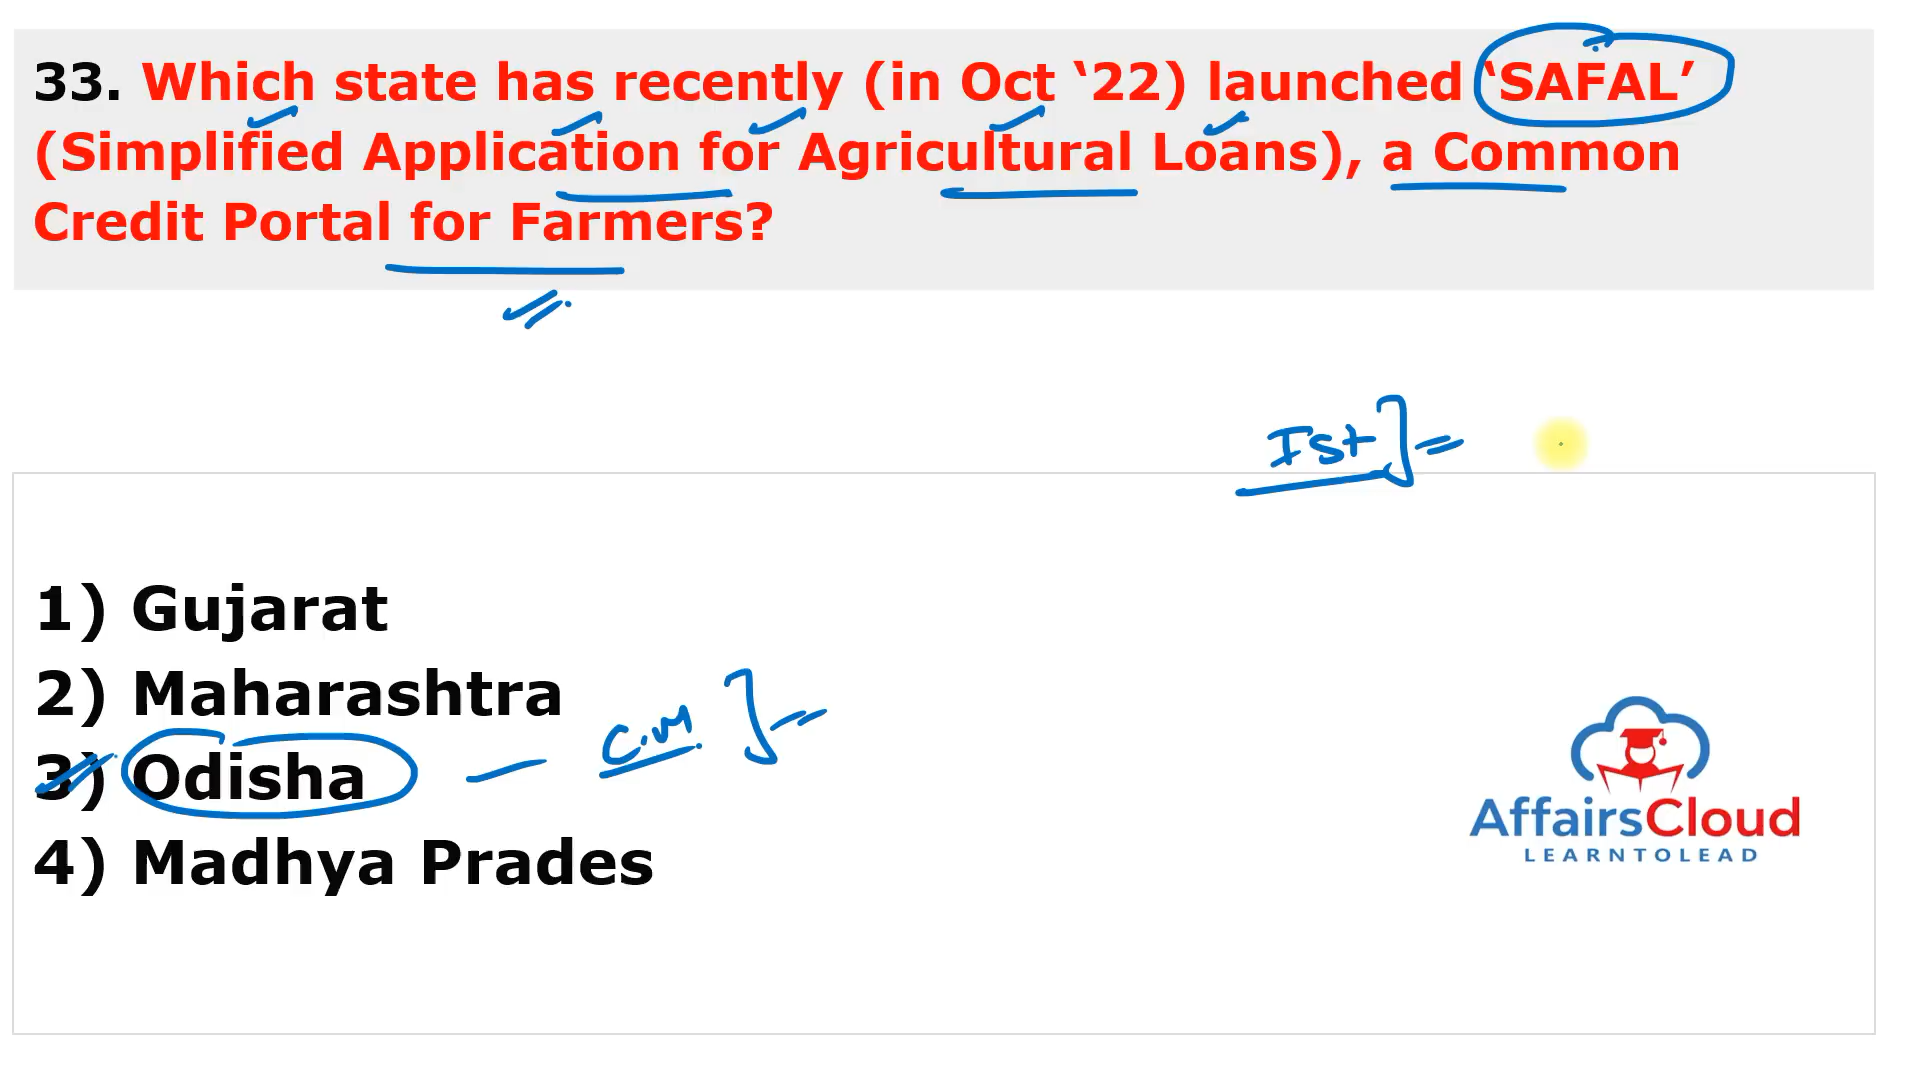 33. Which state has recently (in Oct ‘22) launched ‘SAFAL’
(Simplified Application for Agricultural Loans), a Common
Credit Portal for Farmers?
Ist ] =
1) Gujarat
2) Maharashtra
3) Odisha — C.M ] =
4) Madhya Prades
AffairsCloud
LEARNTOLEAD